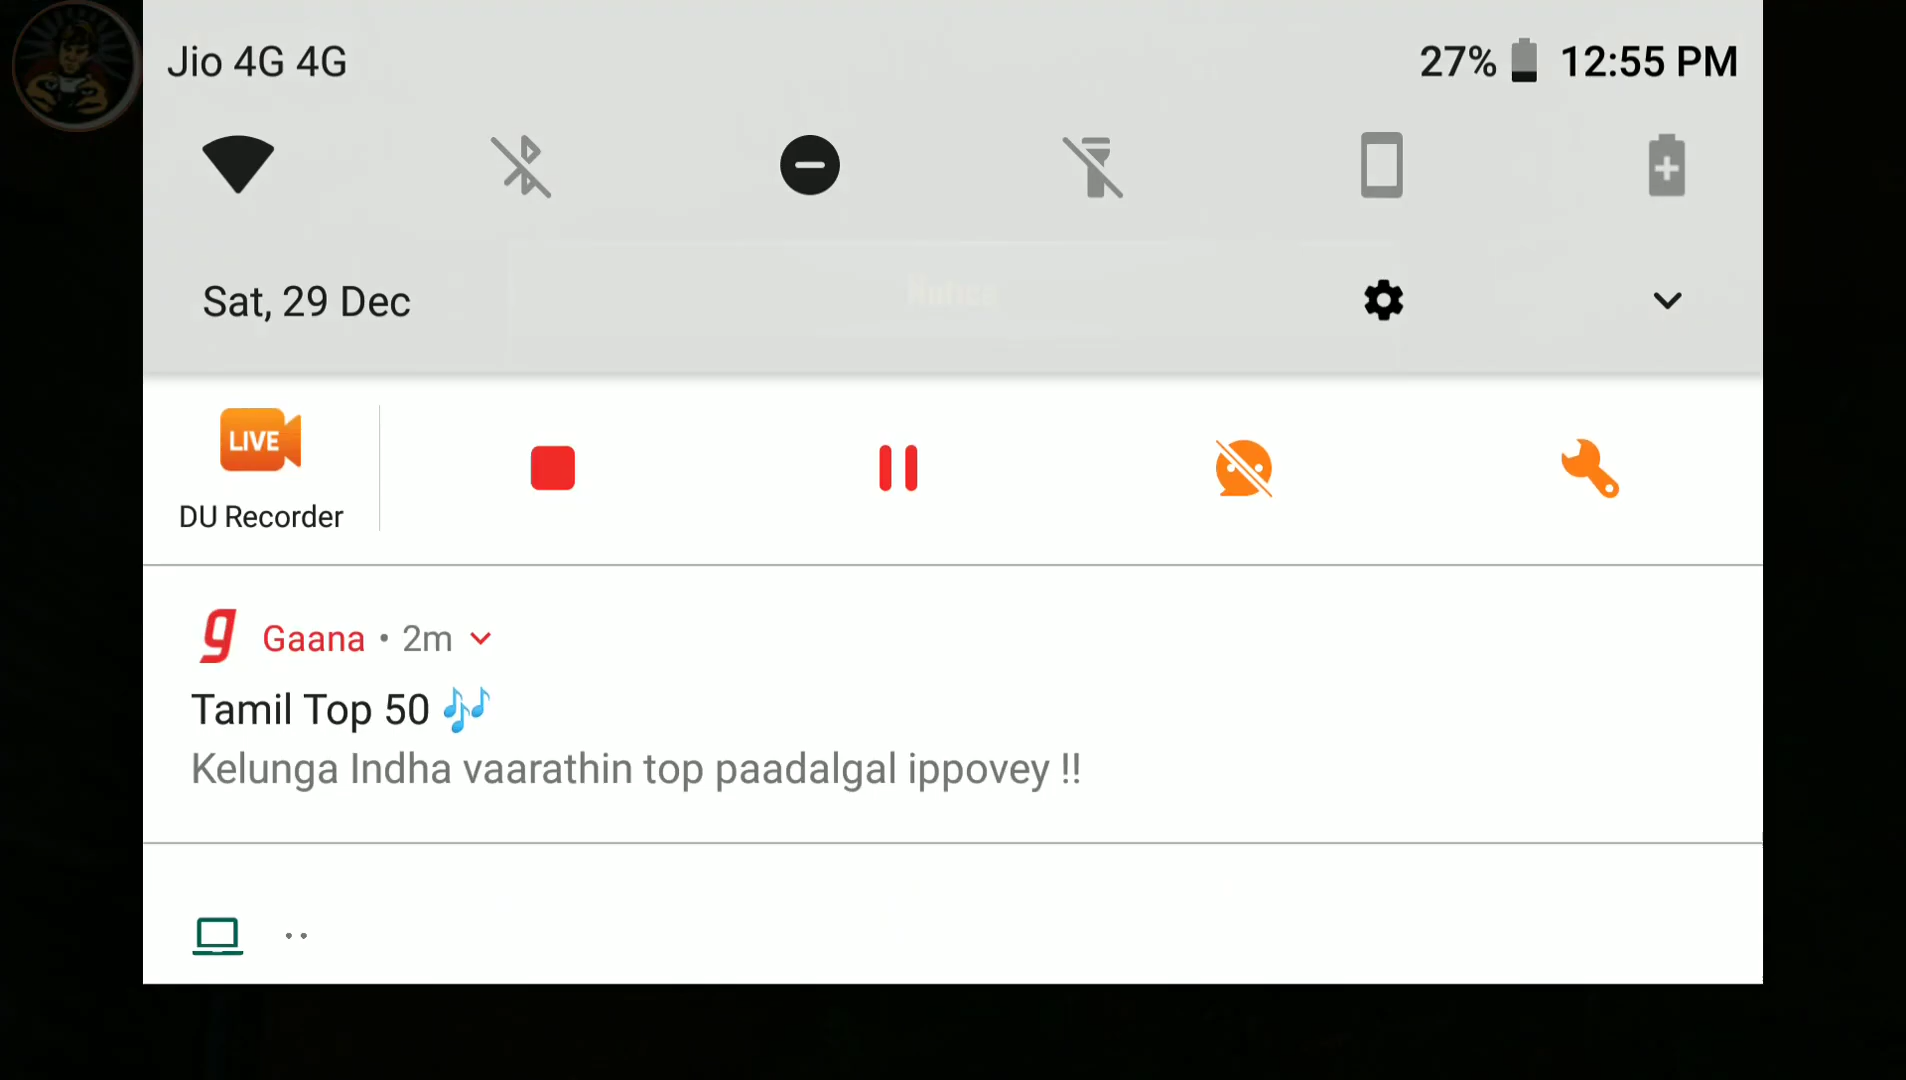 Jio 4G 4G
27% 12:55 PM
Sat, 29 Dec
Notice
LIVE
DU Recorder
g Gaana • 2m
Tamil Top 50 🎶
Kelunga Indha vaarathin top paadalgal ippovey !!